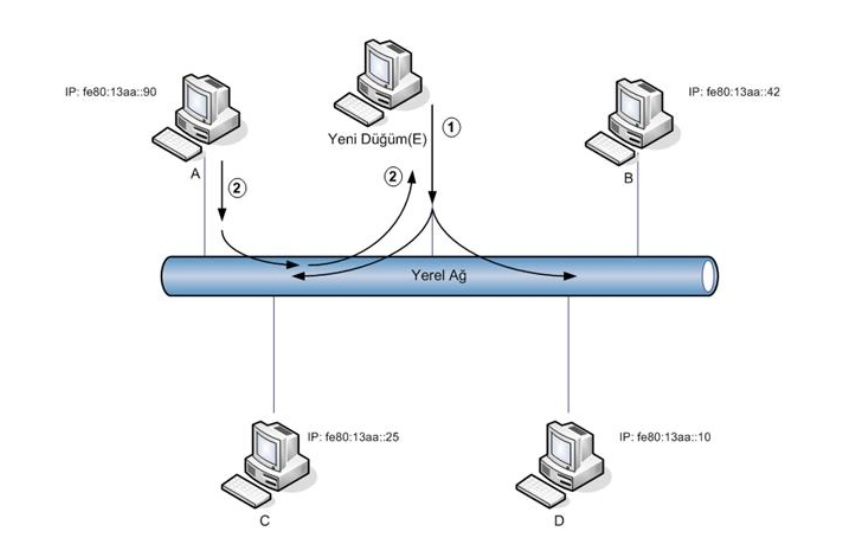 IP: fe80:13aa::90
IP: fe80:13aa::42
Yeni Düğüm(E)
1
A
2
2
B
Yerel Ağ
IP: fe80:13aa::25
IP: fe80:13aa::10
C
D